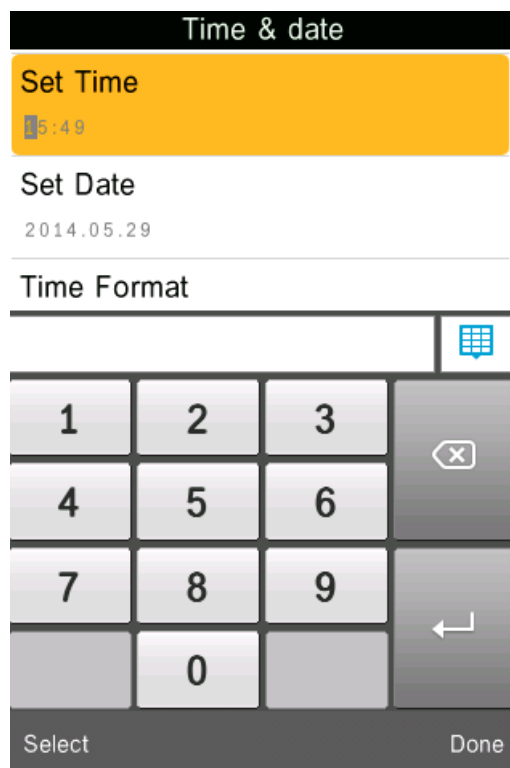 Time & date
Set Time
15:49
Set Date
2014.05.29
Time Format
1 2 3
4 5 6
7 8 9
0
Select Done